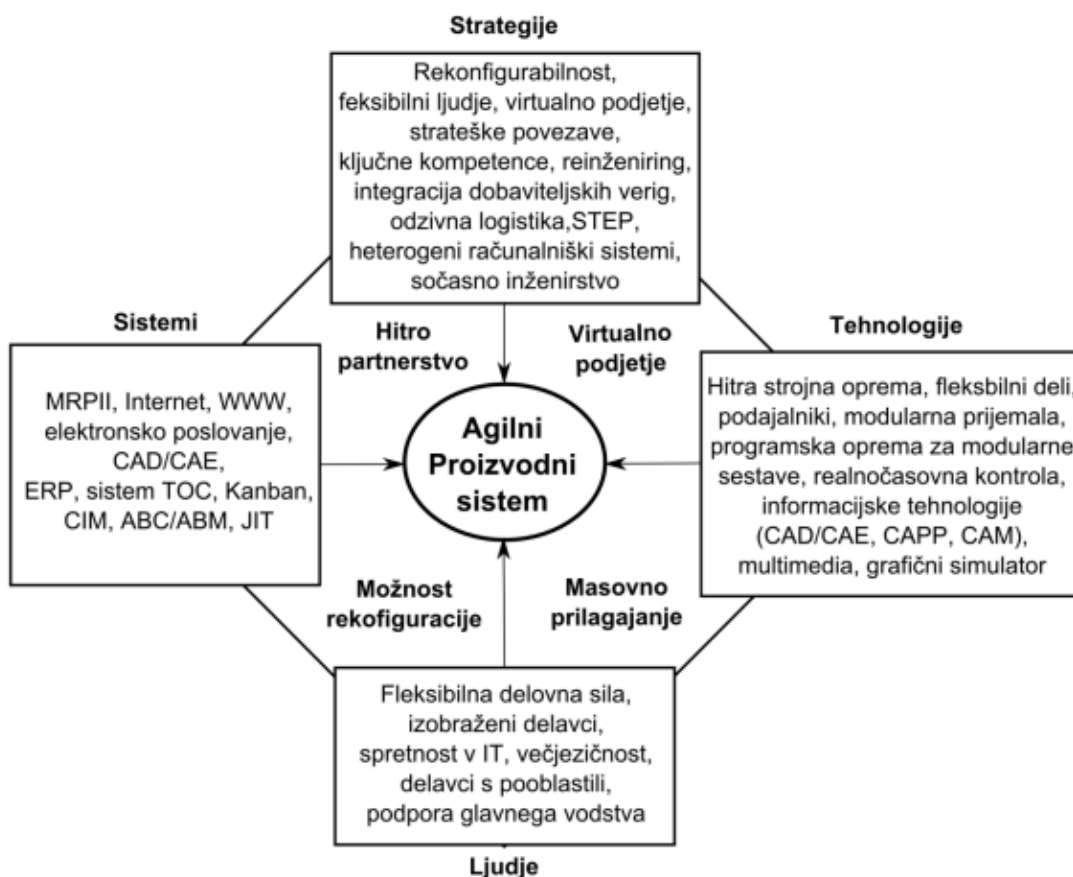 Strategije
Rekonfigurabilnost,
feksibilni ljudje, virtualno podjetje,
strateške povezave,
ključne kompetence, reinženiring,
integracija dobaviteljskih verig,
odzivna logistika,STEP,
heterogeni računalniški sistemi,
sočasno inženirstvo
Sistemi
MRPII, Internet, WWW,
elektronsko poslovanje,
CAD/CAE,
ERP, sistem TOC, Kanban,
CIM, ABC/ABM, JIT
Hitro
partnerstvo
Virtualno
podjetje
Tehnologije
Hitra strojna oprema, fleksbilni deli,
podajalniki, modularna prijemala,
programska oprema za modularne
sestave, realnočasovna kontrola,
informacijske tehnologije
(CAD/CAE, CAPP, CAM),
multimedia, grafični simulator
Agilni
Proizvodni
sistem
Možnost
rekofiguracije
Masovno
prilagajanje
Fleksibilna delovna sila,
izobraženi delavci,
spretnost v IT, večjezičnost,
delavci s pooblastili,
podpora glavnega vodstva
Ljudje